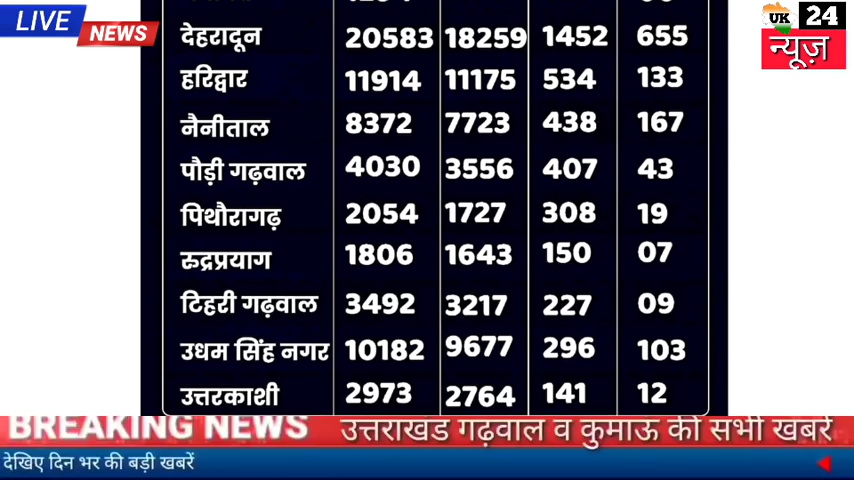 LIVE
NEWS
UK 24
न्यूज़
देहरादून 20583 18259 1452 655
हरिद्वार 11914 11175 534 133
नैनीताल 8372 7723 438 167
पौड़ी गढ़वाल 4030 3556 407 43
पिथौरागढ़ 2054 1727 308 19
रुद्रप्रयाग 1806 1643 150 07
टिहरी गढ़वाल 3492 3217 227 09
उधम सिंह नगर 10182 9677 296 103
उत्तरकाशी 2973 2764 141 12
BREAKING NEWS उत्तराखंड गढ़वाल व कुमाऊ की सभी खबरें
देखिए दिन भर की बड़ी खबरें